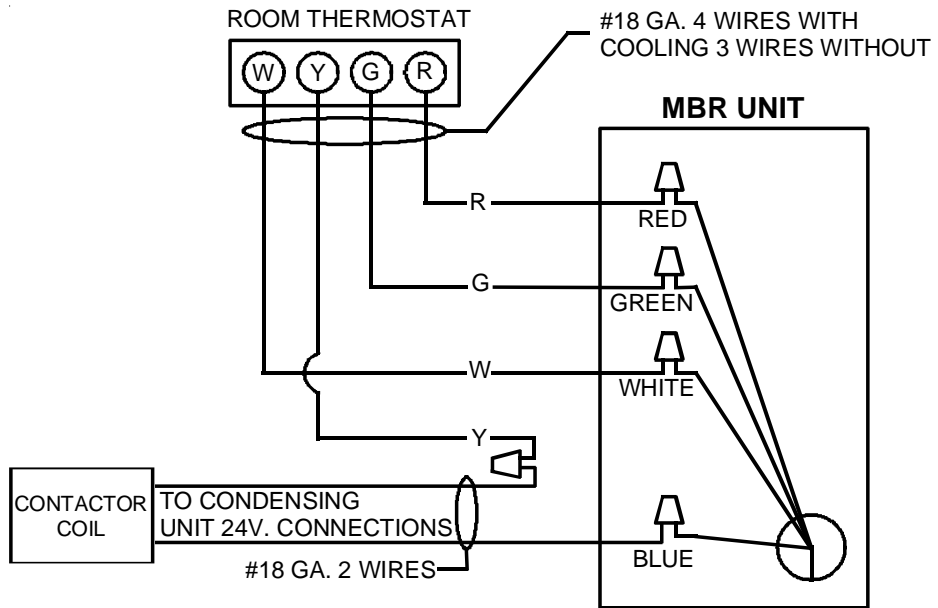 ROOM THERMOSTAT
#18 GA. 4 WIRES WITH
COOLING 3 WIRES WITHOUT
W Y G R
MBR UNIT
R
RED
G
GREEN
W
WHITE
Y
CONTACTOR
COIL
TO CONDENSING
UNIT 24V. CONNECTIONS
BLUE
#18 GA. 2 WIRES